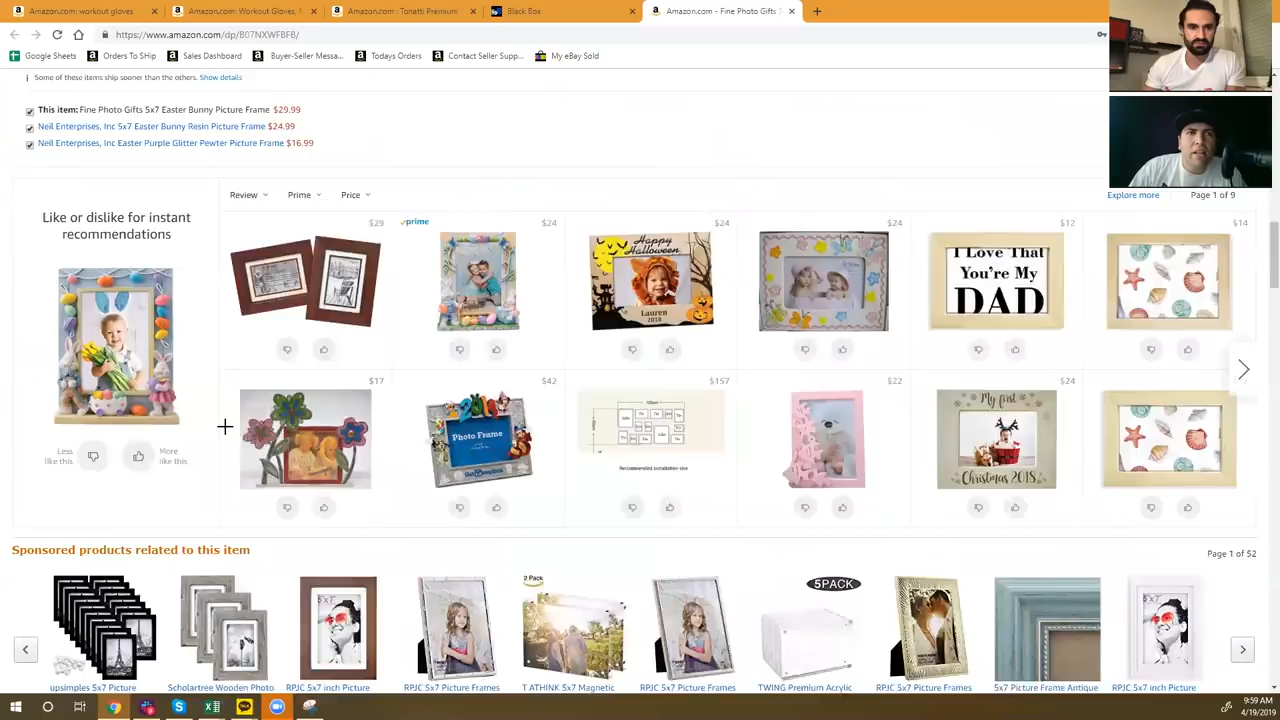 Amazon.com: workout gloves
Amazon.com: Workout Gloves, F
Amazon.com : Tonatti Premium
Black Box
Amazon.com - Fine Photo Gifts 5
https://www.amazon.com/dp/B07NXWFBFB/
Google Sheets
Orders To Ship
Sales Dashboard
Buyer-Seller Messa...
Todays Orders
Contact Seller Supp...
My eBay Sold
Some of these items ship sooner than the others. Show details
This item: Fine Photo Gifts 5x7 Easter Bunny Picture Frame $29.99
Neil Enterprises, Inc 5x7 Easter Bunny Resin Picture Frame $24.99
Neil Enterprises, Inc Easter Purple Glitter Pewter Picture Frame $16.99
Review Prime Price
Explore more Page 1 of 9
Like or dislike for instant
recommendations
$29
prime $24
$24
$24
$12
$14
Happy
Halloween
Lauren
2018
I Love That
You're My
DAD
Less
like this
More
like this
$17
$42
$157
$22
$24
Photo Frame
Recommended installation size
My first
Christmas 2018
Sponsored products related to this item
Page 1 of 52
2 Pack
5PACK
upsimples 5x7 Picture
Scholartree Wooden Photo
RPJC 5x7 inch Picture
RPJC 5x7 Picture Frames
T ATHINK 5x7 Magnetic
RPJC 5x7 Picture Frames
TWING Premium Acrylic
RPJC 5x7 Picture Frames
5x7 Picture Frame Antique
RPJC 5x7 inch Picture
9:59 AM
4/19/2019